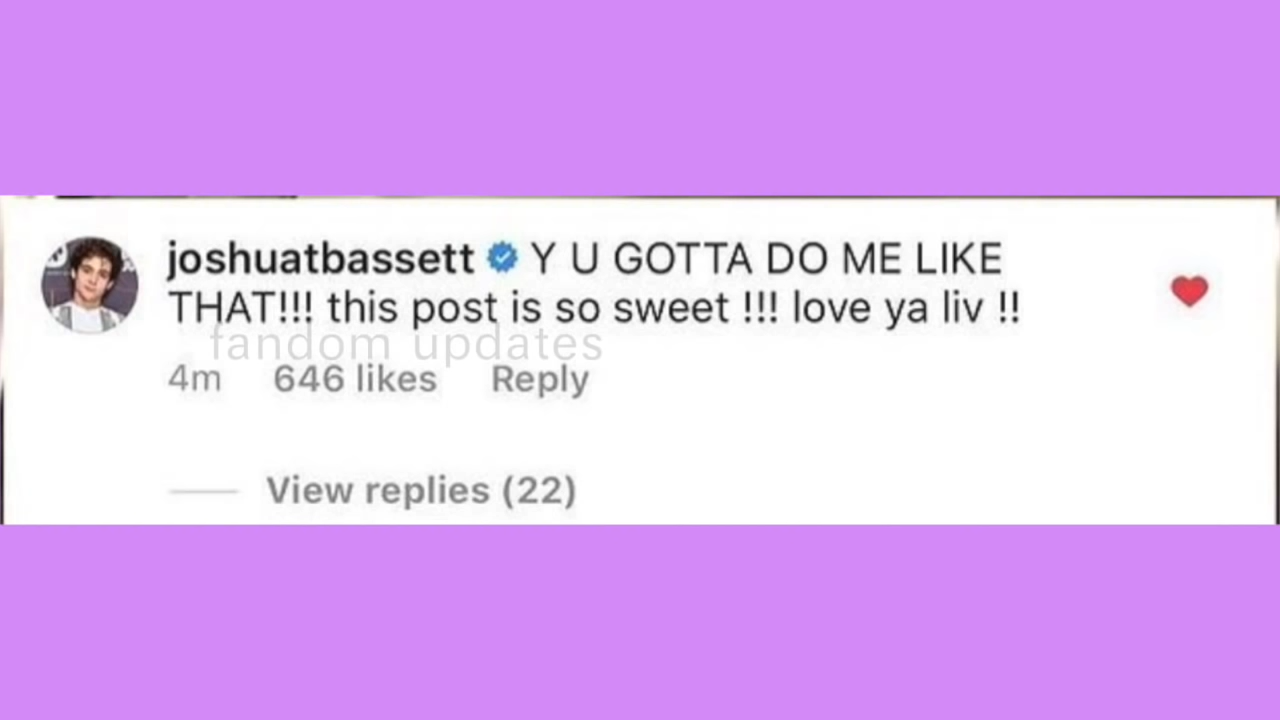 joshuatbassett Y U GOTTA DO ME LIKE
THAT!!! this post is so sweet !!! love ya liv !!
fandom updates
4m 646 likes Reply
View replies (22)